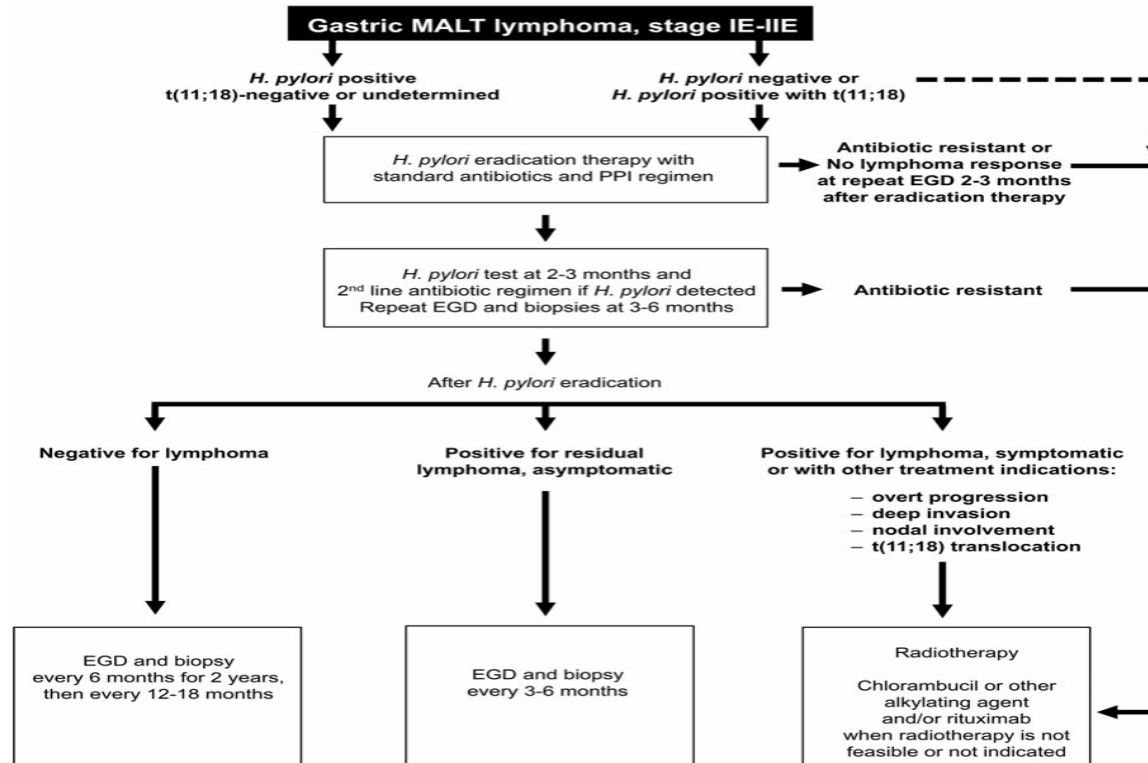 Gastric MALT lymphoma, stage IE-IIE
H. pylori positive
t(11;18)-negative or undetermined
H. pylori negative or
H. pylori positive with t(11;18)
H. pylori eradication therapy with
standard antibiotics and PPI regimen
Antibiotic resistant or
No lymphoma response
at repeat EGD 2-3 months
after eradication therapy
H. pylori test at 2-3 months and
2nd line antibiotic regimen if H. pylori detected
Repeat EGD and biopsies at 3-6 months
Antibiotic resistant
After H. pylori eradication
Negative for lymphoma
Positive for residual
lymphoma, asymptomatic
Positive for lymphoma, symptomatic
or with other treatment indications:
– overt progression
– deep invasion
– nodal involvement
– t(11;18) translocation
EGD and biopsy
every 6 months for 2 years,
then every 12-18 months
EGD and biopsy
every 3-6 months
Radiotherapy
Chlorambucil or other
alkylating agent
and/or rituximab
when radiotherapy is not
feasible or not indicated